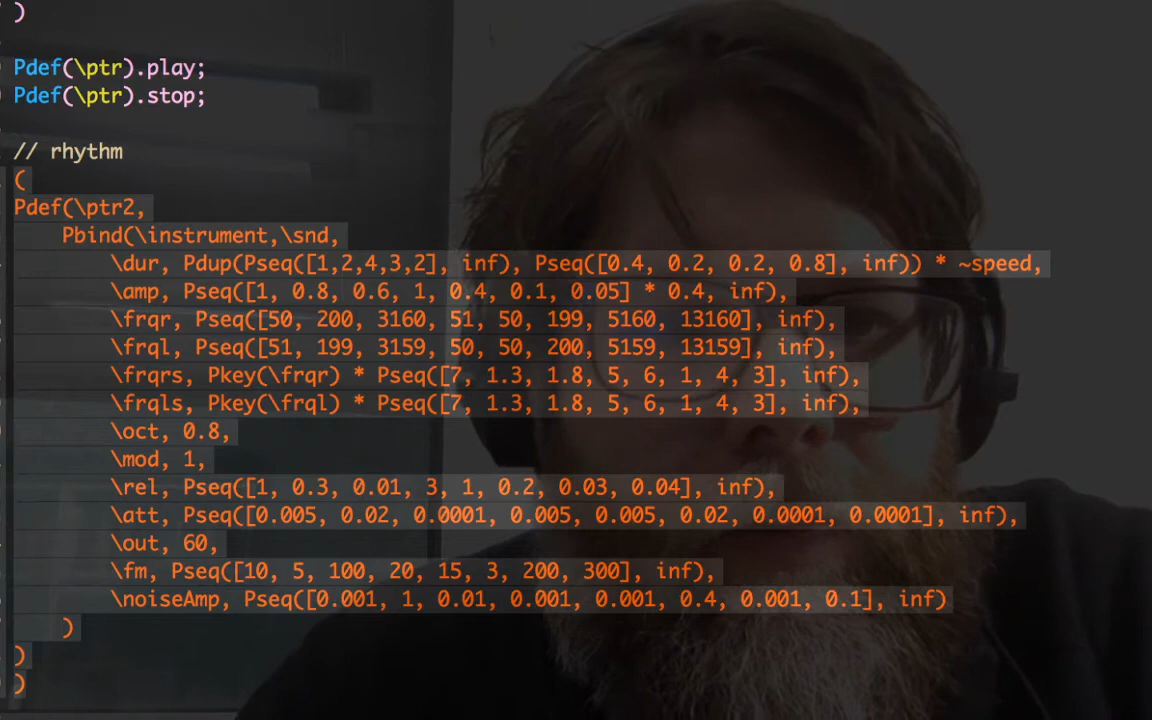 )
Pdef(\ptr).play;
Pdef(\ptr).stop;
// rhythm
(
Pdef(\ptr2,
Pbind(\instrument,\snd,
\dur, Pdup(Pseq([1,2,4,3,2], inf), Pseq([0.4, 0.2, 0.2, 0.8], inf)) * ~speed,
\amp, Pseq([1, 0.8, 0.6, 1, 0.4, 0.1, 0.05] * 0.4, inf),
\frqr, Pseq([50, 200, 3160, 51, 50, 199, 5160, 13160], inf),
\frql, Pseq([51, 199, 3159, 50, 50, 200, 5159, 13159], inf),
\frqrs, Pkey(\frqr) * Pseq([7, 1.3, 1.8, 5, 6, 1, 4, 3], inf),
\frqls, Pkey(\frql) * Pseq([7, 1.3, 1.8, 5, 6, 1, 4, 3], inf),
\oct, 0.8,
\mod, 1,
\rel, Pseq([1, 0.3, 0.01, 3, 1, 0.2, 0.03, 0.04], inf),
\att, Pseq([0.005, 0.02, 0.0001, 0.005, 0.005, 0.02, 0.0001, 0.0001], inf),
\out, 60,
\fm, Pseq([10, 5, 100, 20, 15, 3, 200, 300], inf),
\noiseAmp, Pseq([0.001, 1, 0.01, 0.001, 0.001, 0.4, 0.001, 0.1], inf)
)
)
)